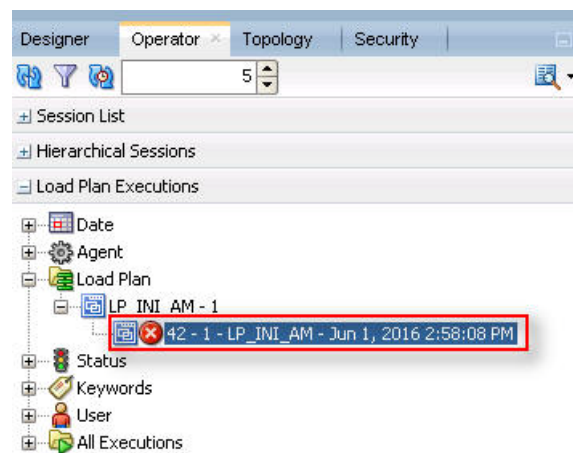 Designer Operator Topology Security
5
Session List
Hierarchical Sessions
Load Plan Executions
Date
Agent
Load Plan
LP_INI_AM - 1
42 - 1 - LP_INI_AM - Jun 1, 2016 2:58:08 PM
Status
Keywords
User
All Executions